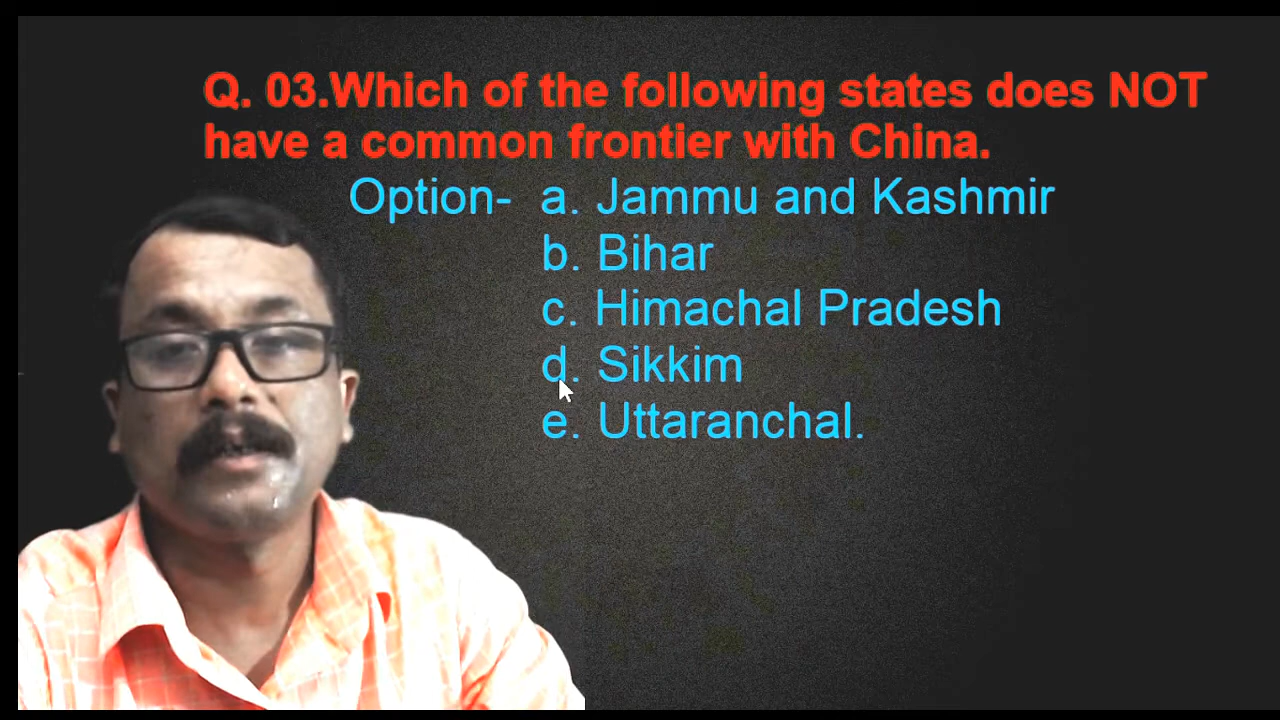 Q. 03.Which of the following states does NOT
have a common frontier with China.
Option- a. Jammu and Kashmir
b. Bihar
c. Himachal Pradesh
d. Sikkim
e. Uttaranchal.